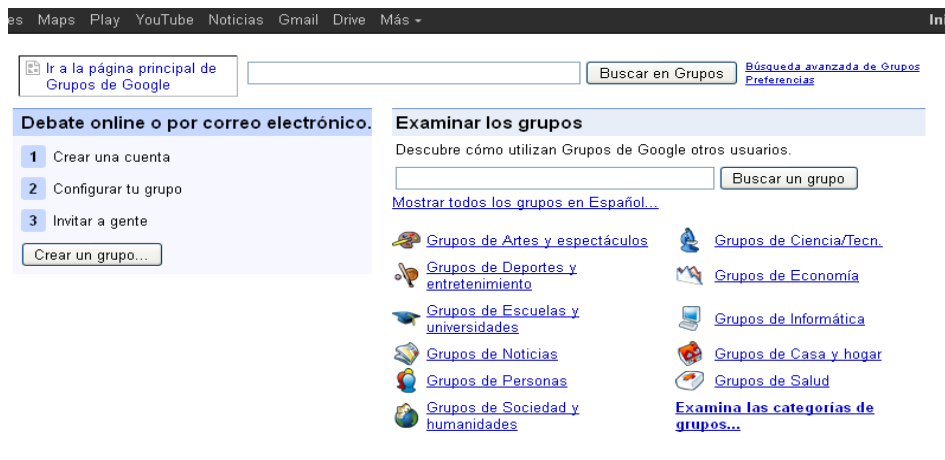 es Maps Play YouTube Noticias Gmail Drive Más
Ir a la página principal de
Grupos de Google
Buscar en Grupos
Búsqueda avanzada de Grupos
Preferencias
Debate online o por correo electrónico.
1 Crear una cuenta
2 Configurar tu grupo
3 Invitar a gente
Crear un grupo...
Examinar los grupos
Descubre cómo utilizan Grupos de Google otros usuarios.
Buscar un grupo
Mostrar todos los grupos en Español...
Grupos de Artes y espectáculos
Grupos de Ciencia/Tecn.
Grupos de Deportes y
entretenimiento
Grupos de Economía
Grupos de Escuelas y
universidades
Grupos de Informática
Grupos de Noticias
Grupos de Casa y hogar
Grupos de Personas
Grupos de Salud
Grupos de Sociedad y
humanidades
Examina las categorías de
grupos...